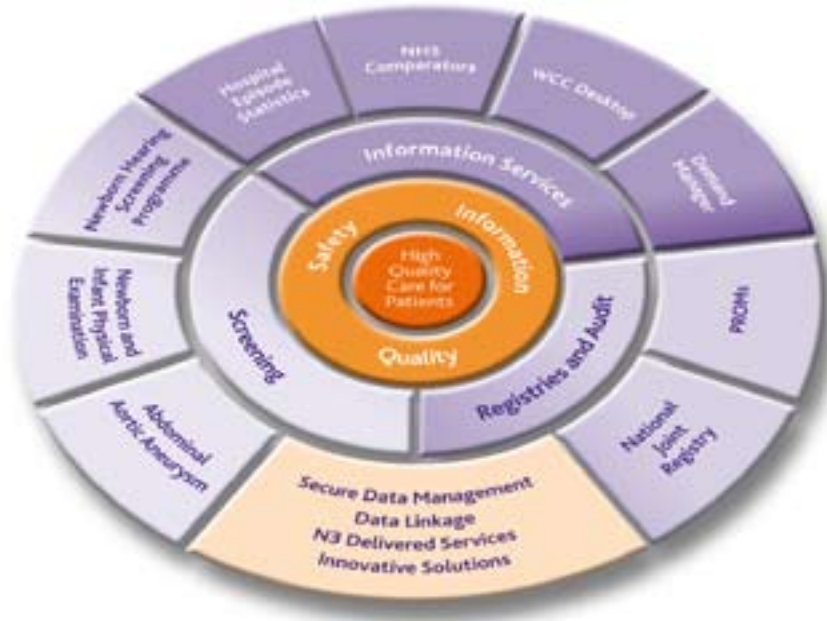 Hospital
Episode
Statistics
NHS
Comparators
WCC Desktop
Demand
Manager
PROMs
National
Joint
Registry
Secure Data Management
Data Linkage
N3 Delivered Services
Innovative Solutions
Abdominal
Aortic Aneurysm
Newborn and
Infant Physical
Examination
Newborn Hearing
Screening
Programme
Information Services
Registries and Audit
Screening
Safety
Information
Quality
High
Quality
Care for
Patients